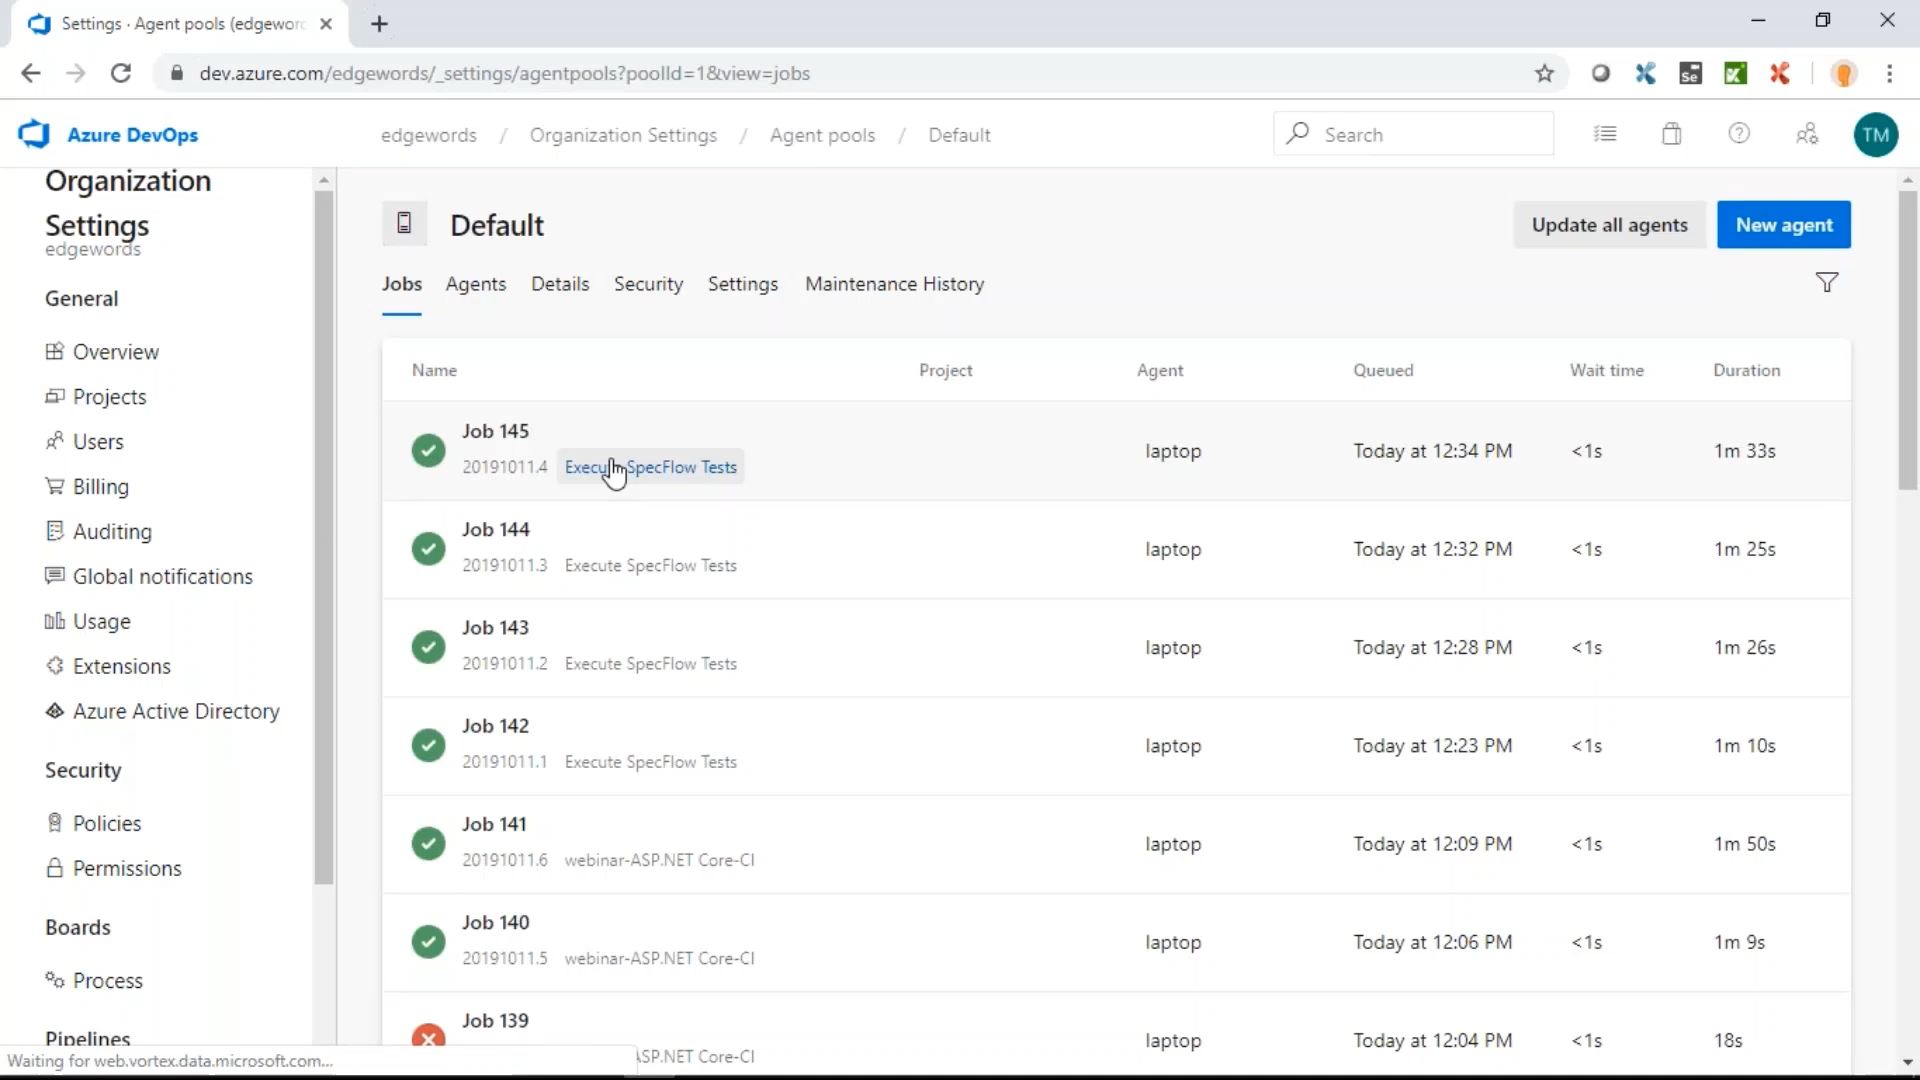 Settings · Agent pools (edgeword
dev.azure.com/edgewords/_settings/agentpools?poolId=1&view=jobs
Se
Azure DevOps
edgewords / Organization Settings / Agent pools / Default
Search
TM
Organization
Settings
edgewords
General
Overview
Projects
Users
Billing
Auditing
Global notifications
Usage
Extensions
Azure Active Directory
Security
Policies
Permissions
Boards
Process
Pipelines
Default
Update all agents
New agent
Jobs Agents Details Security Settings Maintenance History
Name Project Agent Queued Wait time Duration
Job 145
20191011.4 Execute SpecFlow Tests
laptop Today at 12:34 PM <1s 1m 33s
Job 144
20191011.3 Execute SpecFlow Tests
laptop Today at 12:32 PM <1s 1m 25s
Job 143
20191011.2 Execute SpecFlow Tests
laptop Today at 12:28 PM <1s 1m 26s
Job 142
20191011.1 Execute SpecFlow Tests
laptop Today at 12:23 PM <1s 1m 10s
Job 141
20191011.6 webinar-ASP.NET Core-CI
laptop Today at 12:09 PM <1s 1m 50s
Job 140
20191011.5 webinar-ASP.NET Core-CI
laptop Today at 12:06 PM <1s 1m 9s
Job 139
ASP.NET Core-CI
laptop Today at 12:04 PM <1s 18s
Waiting for web.vortex.data.microsoft.com...